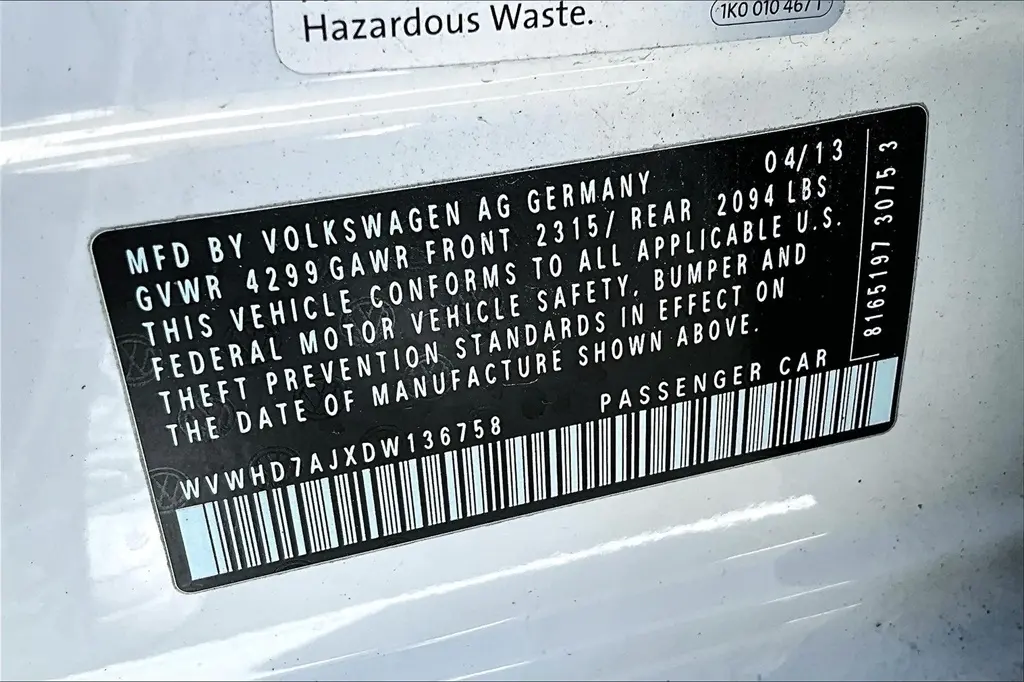 Hazardous Waste.
1K0 010 467 T
04/13
MFD BY VOLKSWAGEN AG GERMANY
GVWR 4299 GAWR FRONT 2315/ REAR 2094 LBS
THIS VEHICLE CONFORMS TO ALL APPLICABLE U.S.
FEDERAL MOTOR VEHICLE SAFETY, BUMPER AND
THEFT PREVENTION STANDARDS IN EFFECT ON
THE DATE OF MANUFACTURE SHOWN ABOVE.
WVWHD7AJXDW136758
PASSENGER CAR
8165197 3075 3